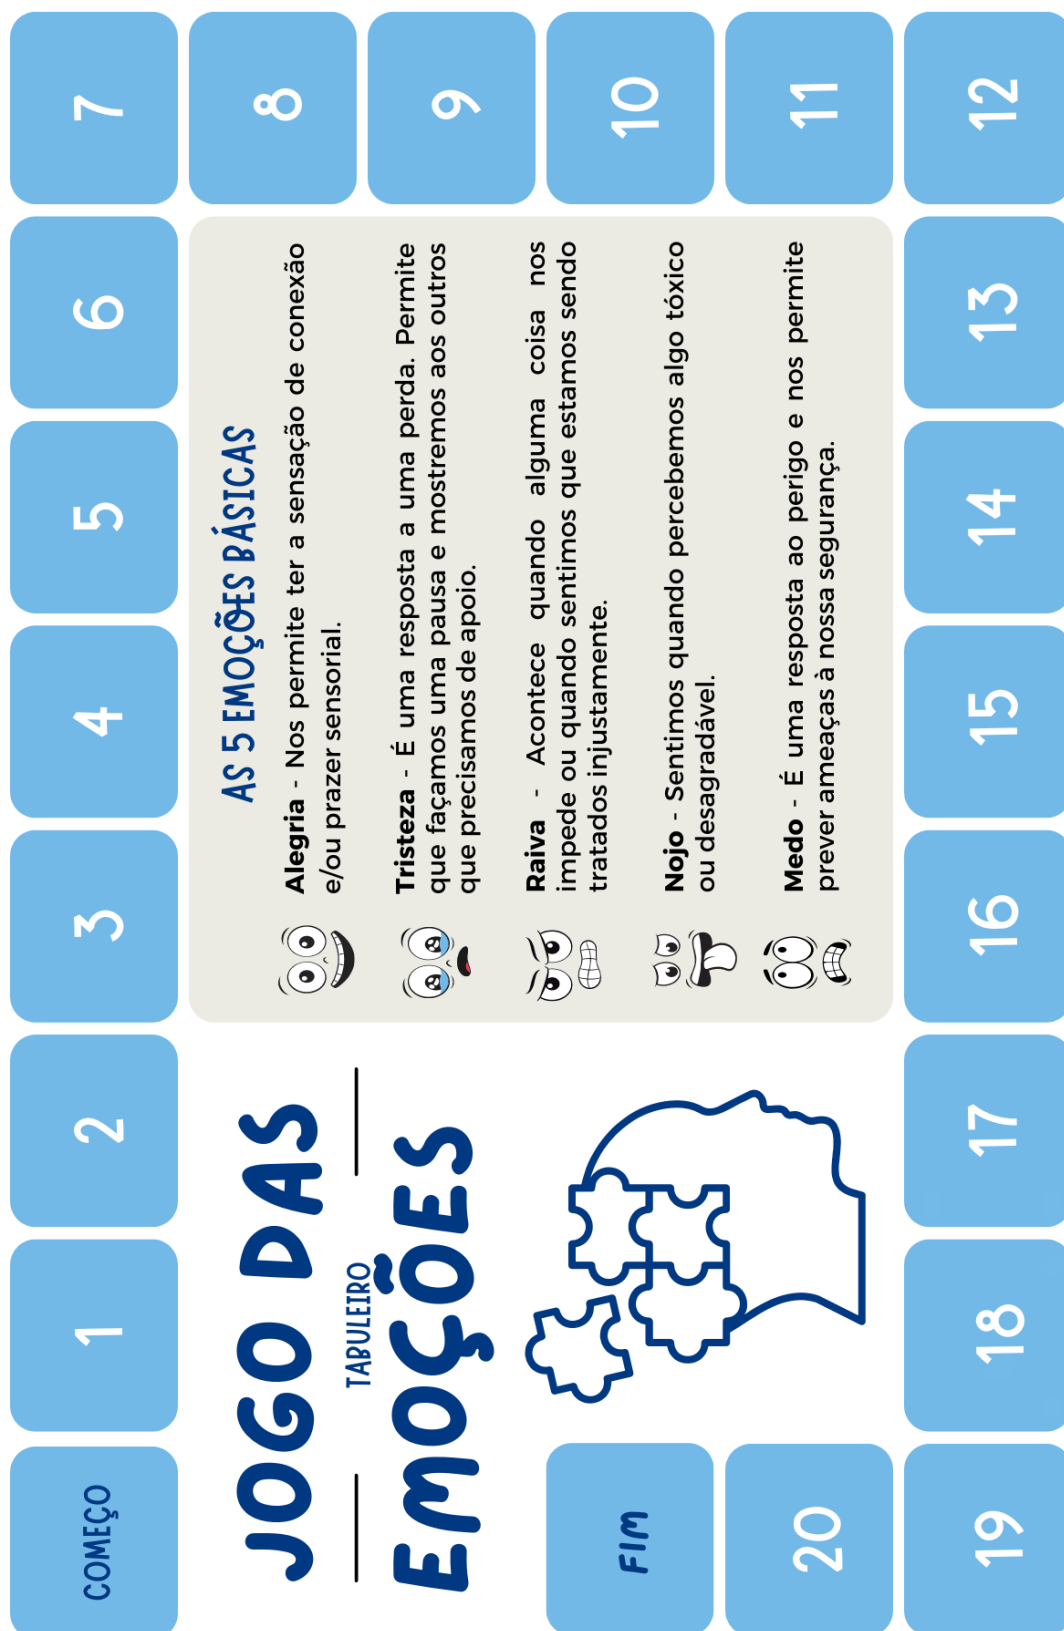 COMEÇO
1
2
3
4
5
6
7
8
9
10
11
12
13
14
15
16
17
18
19
20
FIM
JOGO DAS
TABULEIRO
EMOÇÕES
AS 5 EMOÇÕES BÁSICAS
Alegria - Nos permite ter a sensação de conexão
e/ou prazer sensorial.
Tristeza - É uma resposta a uma perda. Permite
que façamos uma pausa e mostremos aos outros
que precisamos de apoio.
Raiva - Acontece quando alguma coisa nos
impede ou quando sentimos que estamos sendo
tratados injustamente.
Nojo - Sentimos quando percebemos algo tóxico
ou desagradável.
Medo - É uma resposta ao perigo e nos permite
prever ameaças à nossa segurança.